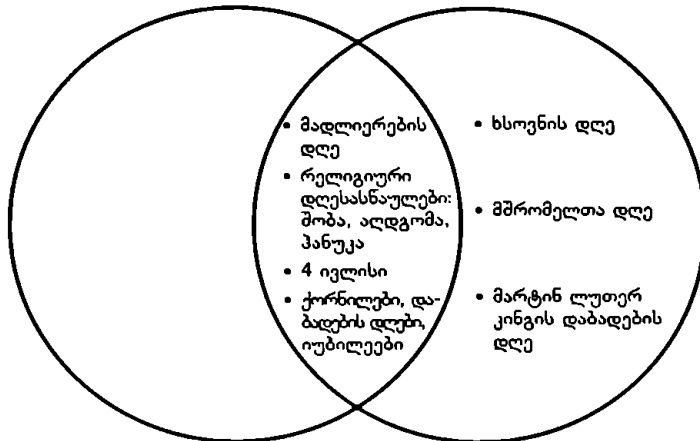 • მადლიერების
დღე
• რელიგიური
დღესასწაულები:
შობა, აღდგომა,
ჰანუკა
• 4 ივლისი
• ქორწილები, და-
ბადების დღეები,
იუბილეები
• ხსოვნის დღე
• მშრომელთა დღე
• მარტინ ლუთერ
კინგის დაბადების
დღე